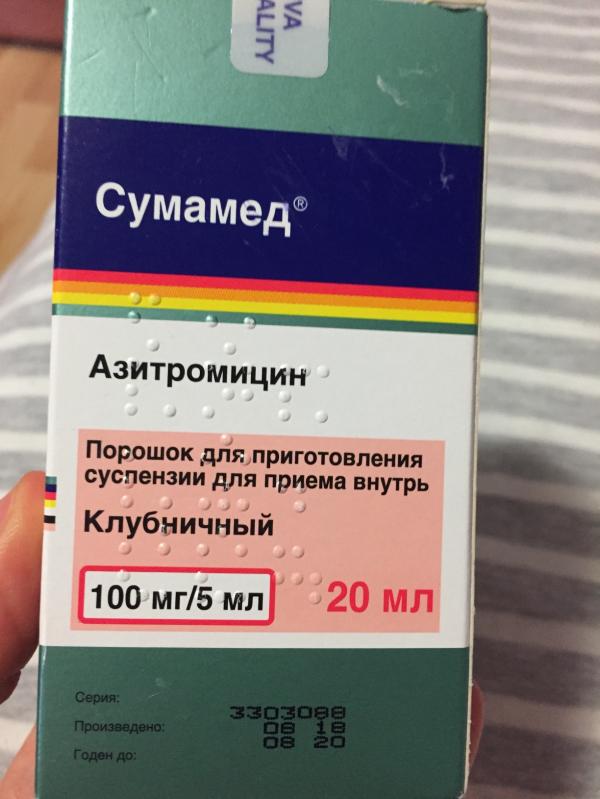 VA
ALITY
Сумамед®
Азитромицин
Порошок для приготовления
суспензии для приема внутрь
Клубничный
100 мг/5 мл
20 мл
Серия: 3303088
Произведено: 08 18
Годен до: 08 20